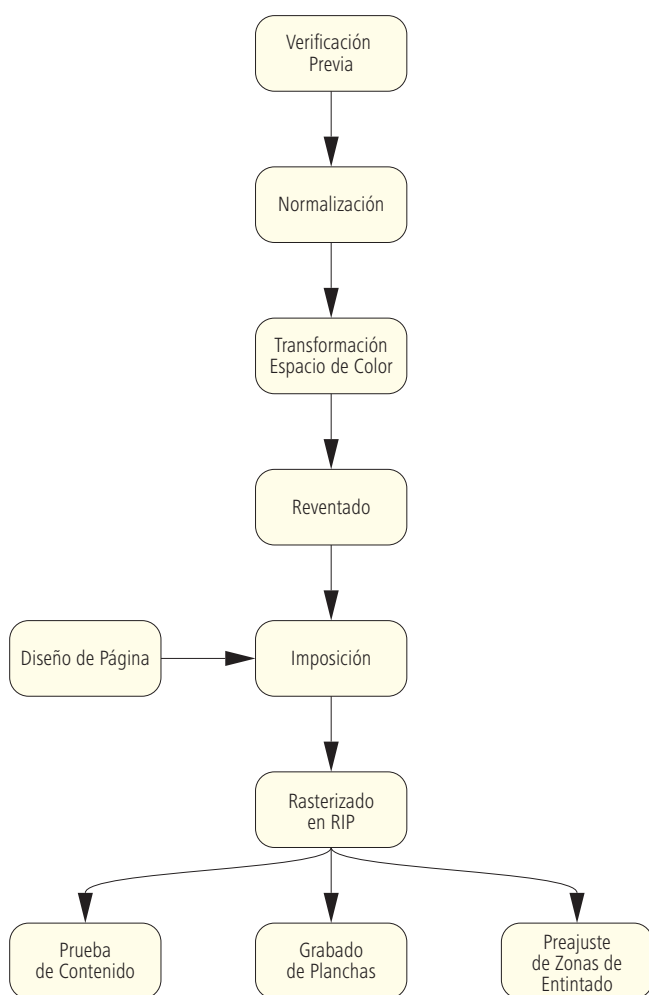 Verificación
Previa
Normalización
Transformación
Espacio de Color
Reventado
Diseño de Página
Imposición
Rasterizado
en RIP
Prueba
de Contenido
Grabado
de Planchas
Preajuste
de Zonas de
Entintado